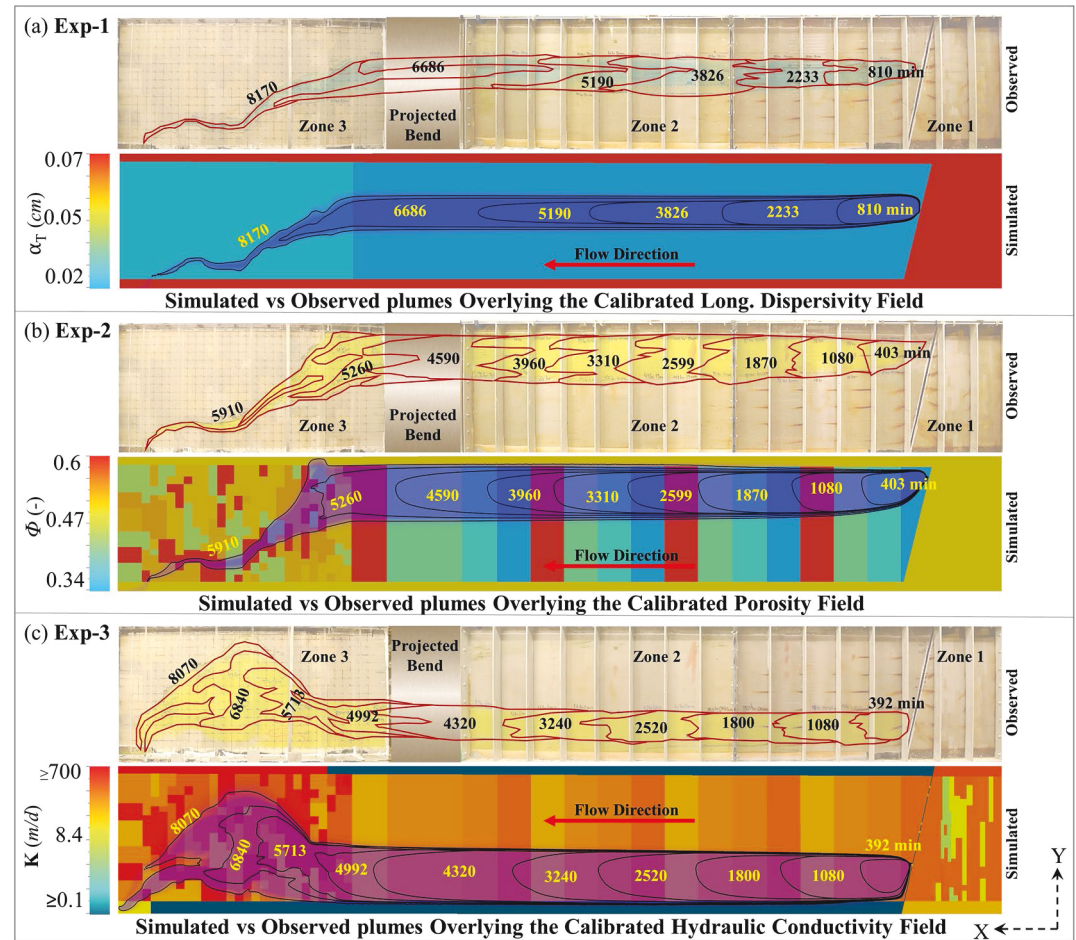 (a) Exp-1
8170
6686
5190
3826
2233
810 min
Zone 3
Projected
Bend
Zone 2
Zone 1
Observed
0.07
0.05
0.02
αT (cm)
8170
6686
5190
3826
2233
810 min
Flow Direction
Simulated
Simulated vs Observed plumes Overlying the Calibrated Long. Dispersivity Field
(b) Exp-2
5910
5260
4590
3960
3310
2599
1870
1080
403 min
Zone 3
Projected
Bend
Zone 2
Zone 1
Observed
0.6
0.47
0.34
Φ (-)
5910
5260
4590
3960
3310
2599
1870
1080
403 min
Flow Direction
Simulated
Simulated vs Observed plumes Overlying the Calibrated Porosity Field
(c) Exp-3
Zone 3
Projected
Bend
Zone 2
Zone 1
8070
6840
5713
4992
4320
3240
2520
1800
1080
392 min
Observed
≥700
8.4
≥0.1
K (m/d)
8070
6840
5713
4992
4320
3240
2520
1800
1080
392 min
Flow Direction
Simulated
Y
X
Simulated vs Observed plumes Overlying the Calibrated Hydraulic Conductivity Field